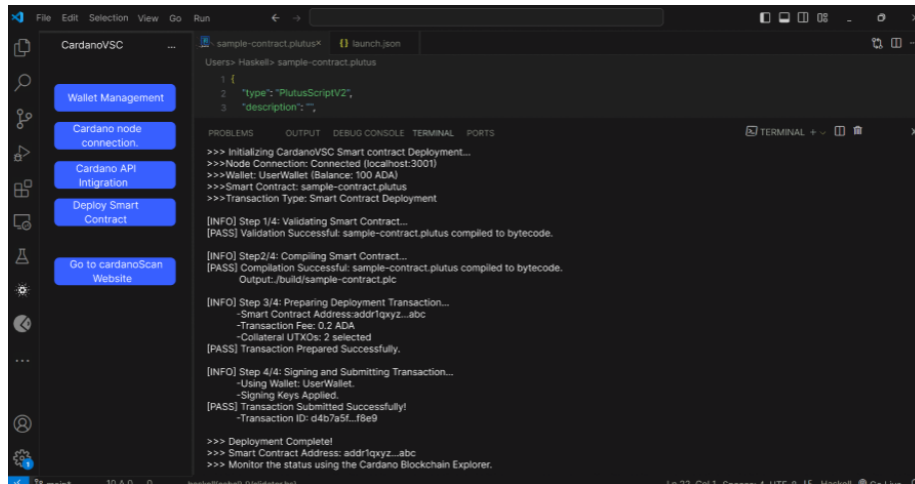 File Edit Selection View Go Run
CardanoVSC ...
sample-contract.plutus× {} launch.json
Users> Haskell> sample-contract.plutus
Wallet Management
Cardano node
connection.
Cardano API
Intigration
Deploy Smart
Contract
Go to cardanoScan
Website
1 {
2 "type": "PlutusScriptV2",
3 "description": "",
PROBLEMS OUTPUT DEBUG CONSOLE TERMINAL PORTS
TERMINAL +
>>> Initializing CardanoVSC Smart contract Deployment...
>>>Node Connection: Connected (localhost:3001)
>>>Wallet: UserWallet (Balance: 100 ADA)
>>>Smart Contract: sample-contract.plutus
>>>Transaction Type: Smart Contract Deployment
[INFO] Step 1/4: Validating Smart Contract...
[PASS] Validation Successful: sample-contract.plutus compiled to bytecode.
[INFO] Step2/4: Compiling Smart Contract...
[PASS] Compilation Successful: sample-contract.plutus compiled to bytecode.
Output:./build/sample-contract.plc
[INFO] Step 3/4: Preparing Deployment Transaction...
-Smart Contract Address:addr1qxyz...abc
-Transaction Fee: 0.2 ADA
-Collateral UTXOs: 2 selected
[PASS] Transaction Prepared Successfully.
[INFO] Step 4/4: Signing and Submitting Transaction...
-Using Wallet: UserWallet.
-Signing Keys Applied.
[PASS] Transaction Submitted Successfully!
-Transaction ID: d4b7a5f...f8e9
>>> Deployment Complete!
>>> Smart Contract Address: addr1qxyz...abc
>>> Monitor the status using the Cardano Blockchain Explorer.